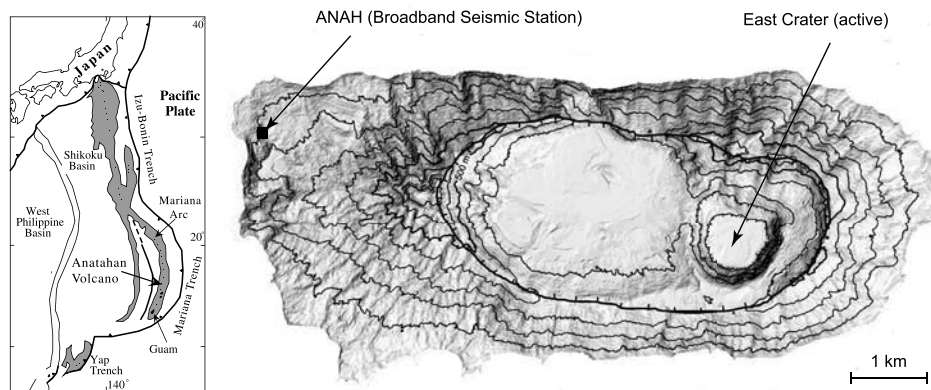 ANAH (Broadband Seismic Station)
East Crater (active)
40
Japan
Pacific
Plate
Izu-Bonin Trench
Shikoku
Basin
Mariana
Arc
West
Philippine
Basin
20°
Anatahan
Volcano
Mariana Trench
Guam
Yap
Trench
140°
500 m
1 km